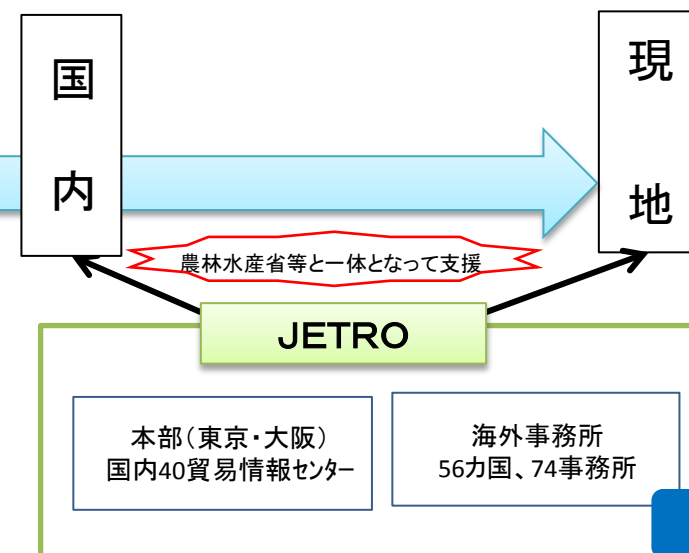 国内
現地
農林水産省等と一体となって支援
JETRO
本部（東京・大阪）
国内40貿易情報センター
海外事務所
56カ国、74事務所